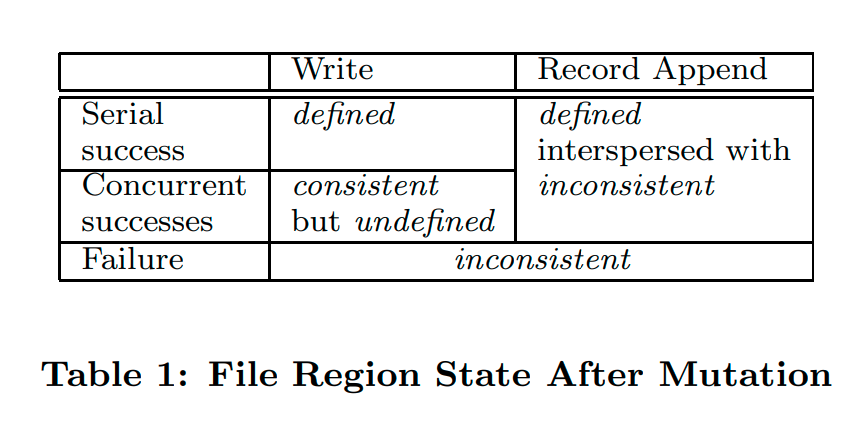 Write Record Append
Serial defined defined
success interspersed with
Concurrent consistent inconsistent
successes but undefined
Failure inconsistent
Table 1: File Region State After Mutation